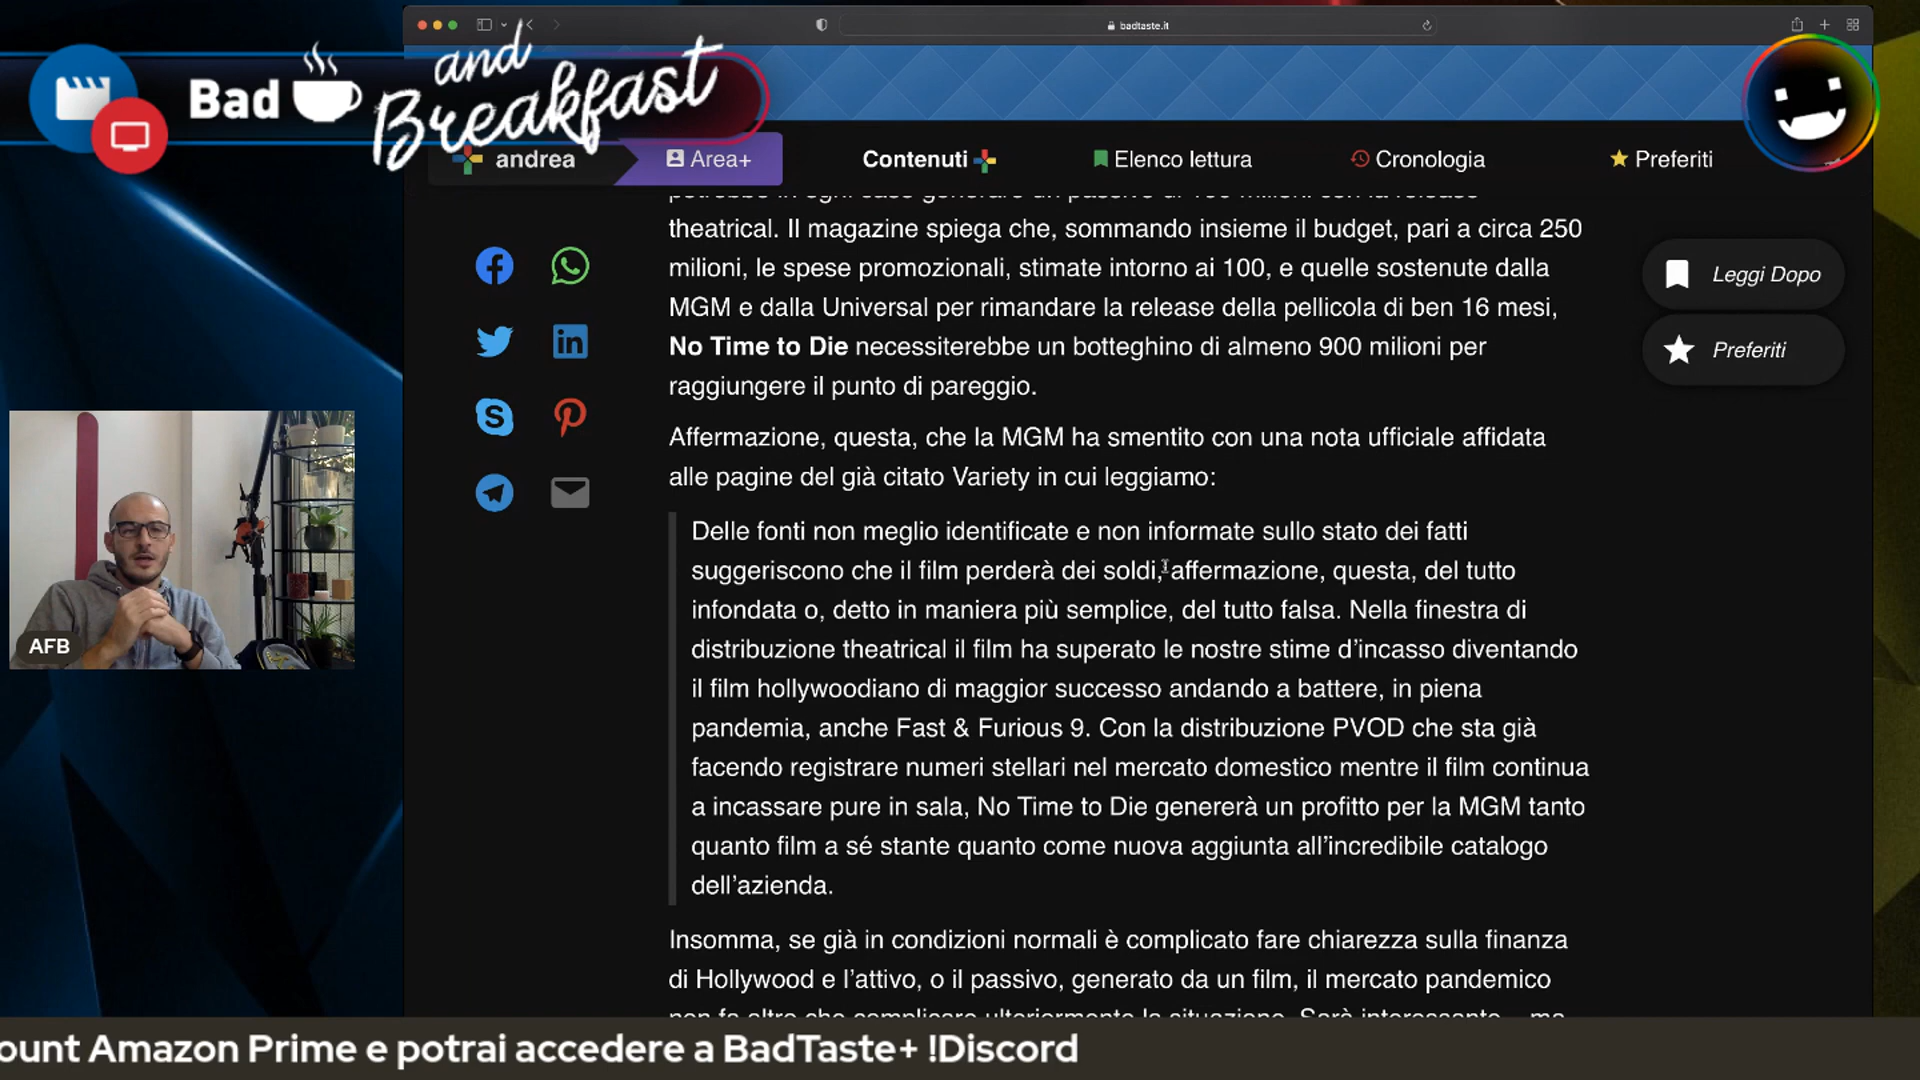 badtaste.it
Bad and Breakfast
andrea
Area+
Contenuti
Elenco lettura
Cronologia
Preferiti
theatrical. Il magazine spiega che, sommando insieme il budget, pari a circa 250
milioni, le spese promozionali, stimate intorno ai 100, e quelle sostenute dalla
MGM e dalla Universal per rimandare la release della pellicola di ben 16 mesi,
No Time to Die necessiterebbe un botteghino di almeno 900 milioni per
raggiungere il punto di pareggio.
Leggi Dopo
Preferiti
Affermazione, questa, che la MGM ha smentito con una nota ufficiale affidata
alle pagine del già citato Variety in cui leggiamo:
Delle fonti non meglio identificate e non informate sullo stato dei fatti
suggeriscono che il film perderà dei soldi, affermazione, questa, del tutto
infondata o, detto in maniera più semplice, del tutto falsa. Nella finestra di
distribuzione theatrical il film ha superato le nostre stime d'incasso diventando
il film hollywoodiano di maggior successo andando a battere, in piena
pandemia, anche Fast & Furious 9. Con la distribuzione PVOD che sta già
facendo registrare numeri stellari nel mercato domestico mentre il film continua
a incassare pure in sala, No Time to Die genererà un profitto per la MGM tanto
quanto film a sé stante quanto come nuova aggiunta all'incredibile catalogo
dell'azienda.
AFB
Insomma, se già in condizioni normali è complicato fare chiarezza sulla finanza
di Hollywood e l'attivo, o il passivo, generato da un film, il mercato pandemico
ount Amazon Prime e potrai accedere a BadTaste+ !Discord